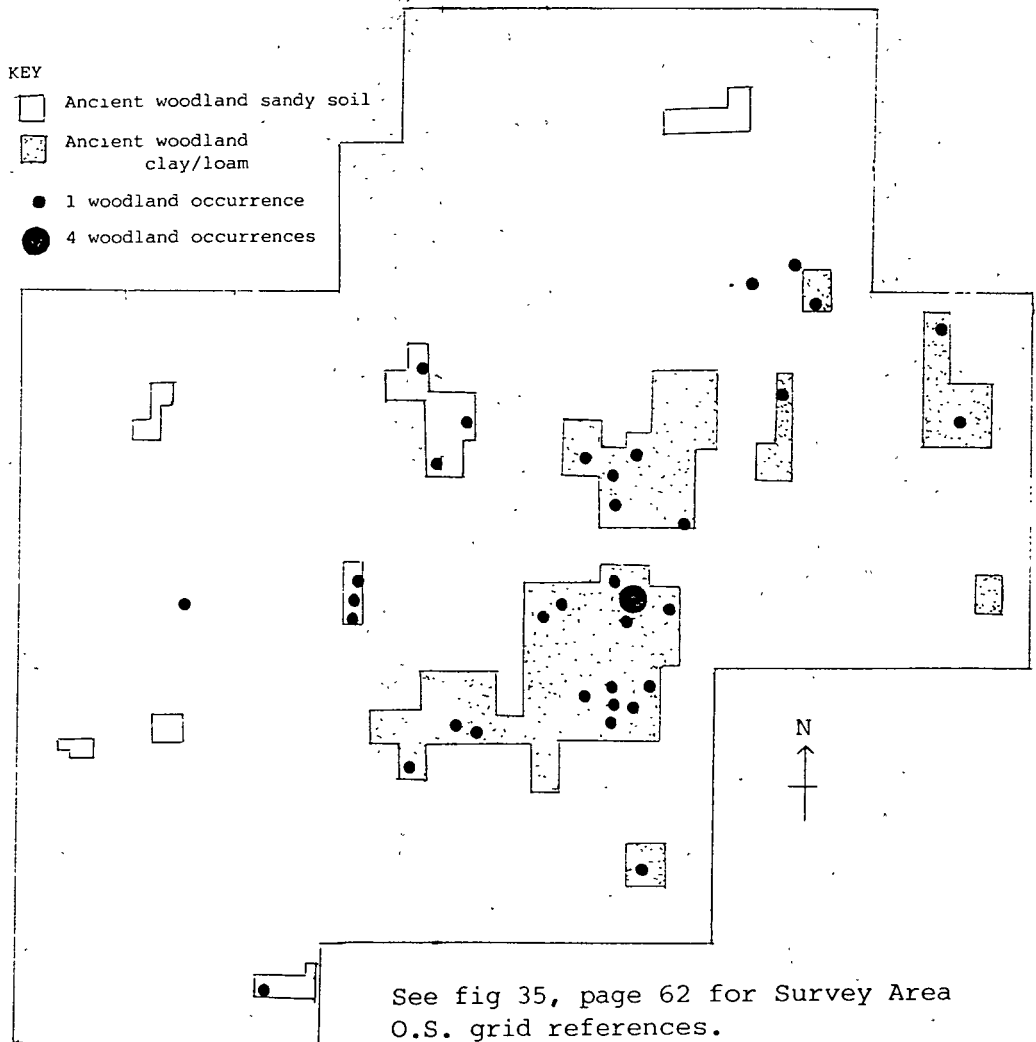 KEY
Ancient woodland sandy soil
Ancient woodland
clay/loam
1 woodland occurrence
4 woodland occurrences
N
See fig 35, page 62 for Survey Area
O.S. grid references.